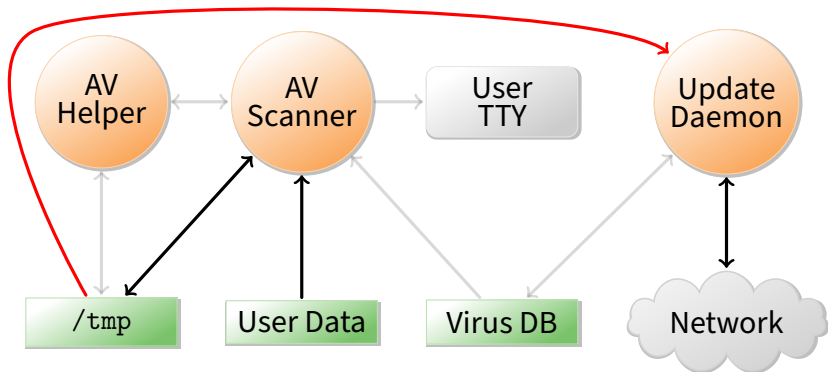 AV
Helper
AV
Scanner
User
TTY
Update
Daemon
/tmp
User Data
Virus DB
Network